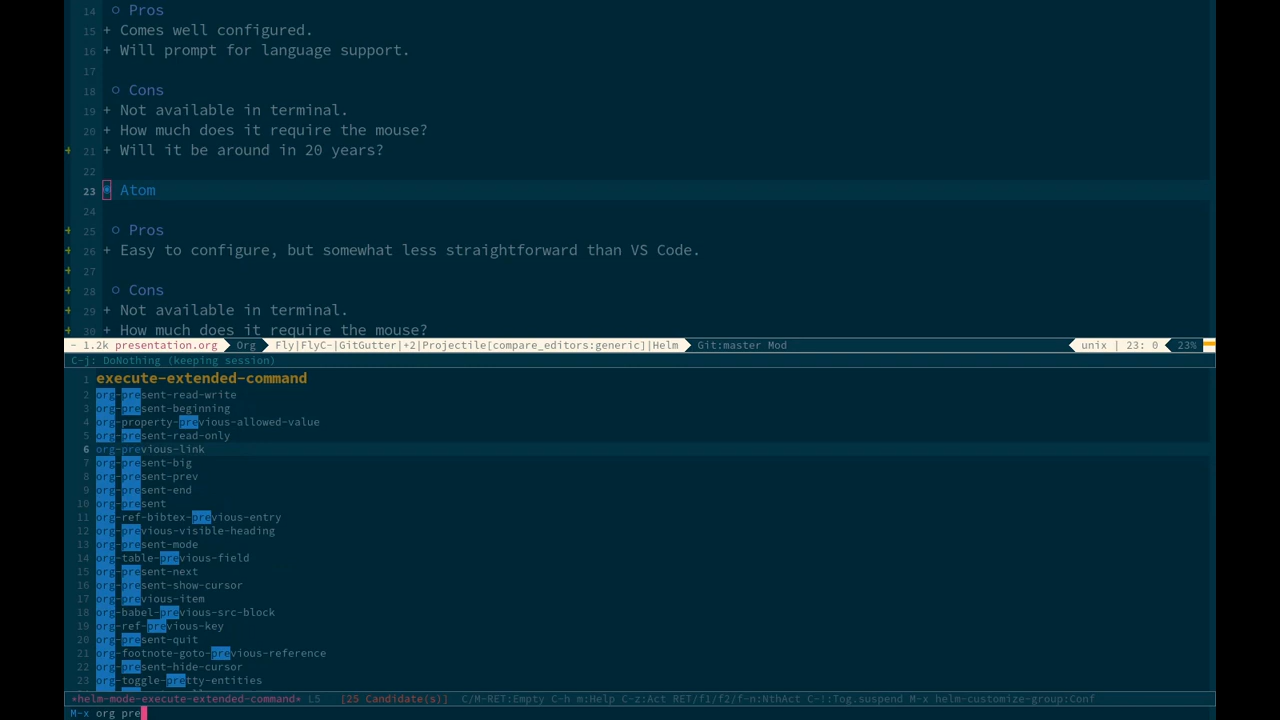 14 ○ Pros
15 + Comes well configured.
16 + Will prompt for language support.
17
18 ○ Cons
19 + Not available in terminal.
20 + How much does it require the mouse?
+ 21 + Will it be around in 20 years?
22
23 * Atom
24
+ 25 ○ Pros
+ 26 + Easy to configure, but somewhat less straightforward than VS Code.
+ 27
+ 28 ○ Cons
+ 29 + Not available in terminal.
+ 30 + How much does it require the mouse?
- 1.2k presentation.org Org Fly|FlyC-|GitGutter|+2|Projectile[compare_editors:generic]|Helm Git:master Mod unix | 23: 0 23%
C-j: DoNothing (keeping session)
1 execute-extended-command
2 org-present-read-write
3 org-present-beginning
4 org-property-previous-allowed-value
5 org-present-read-only
6 org-previous-link
7 org-present-big
8 org-present-prev
9 org-present-end
10 org-present
11 org-ref-bibtex-previous-entry
12 org-previous-visible-heading
13 org-present-mode
14 org-table-previous-field
15 org-present-next
16 org-present-show-cursor
17 org-previous-item
18 org-babel-previous-src-block
19 org-ref-previous-key
20 org-present-quit
21 org-footnote-goto-previous-reference
22 org-present-hide-cursor
23 org-toggle-pretty-entities
*helm-mode-execute-extended-command* L5 [25 Candidate(s)] C/M-RET:Empty C-h m:Help C-z:Act RET/f1/f2/f-n:NthAct C-!:Tog.suspend M-x helm-customize-group:Conf
M-x org pre